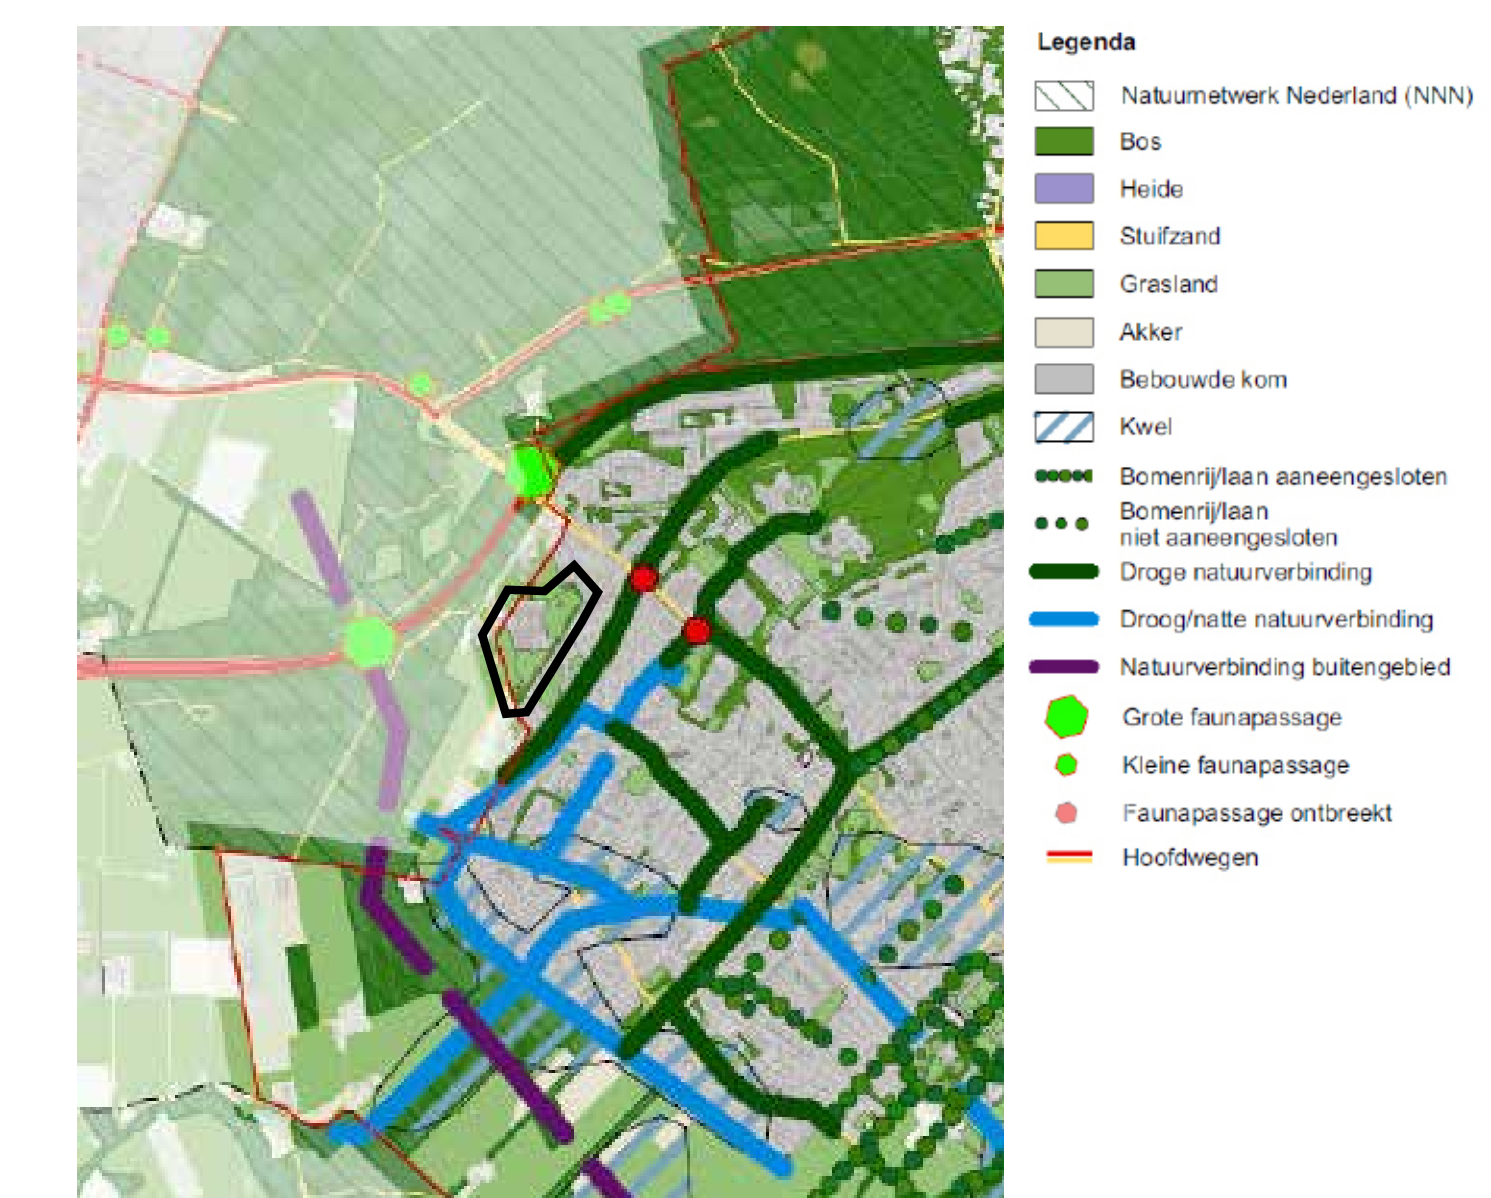 Legenda
Natuurnetwerk Nederland (NNN)
Bos
Heide
Stuifzand
Grasland
Akker
Bebouwde kom
Kwel
Bomenrij/laan aaneengesloten
Bomenrij/laan
niet aaneengesloten
Droge natuurverbinding
Droog/natte natuurverbinding
Natuurverbinding buitengebied
Grote faunapassage
Kleine faunapassage
Faunapassage ontbreekt
Hoofdwegen